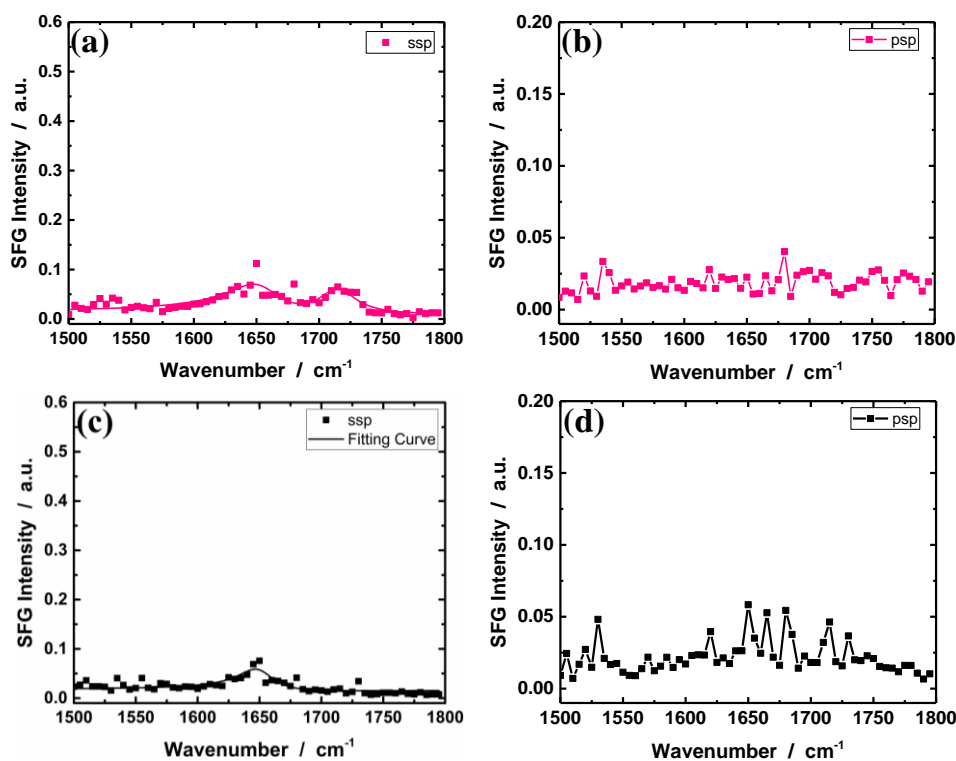 (a)
ssp
0.6
0.5
0.4
0.3
0.2
0.1
0.0
SFG Intensity / a.u.
1500 1550 1600 1650 1700 1750 1800
Wavenumber / cm-1
(b)
psp
0.20
0.15
0.10
0.05
0.00
SFG Intensity / a.u.
1500 1550 1600 1650 1700 1750 1800
Wavenumber / cm-1
(c)
ssp
Fitting Curve
0.6
0.5
0.4
0.3
0.2
0.1
0.0
SFG Intensity / a.u.
1500 1550 1600 1650 1700 1750 1800
Wavenumber / cm-1
(d)
psp
0.20
0.15
0.10
0.05
0.00
SFG Intensity / a.u.
1500 1550 1600 1650 1700 1750 1800
Wavenumber / cm-1